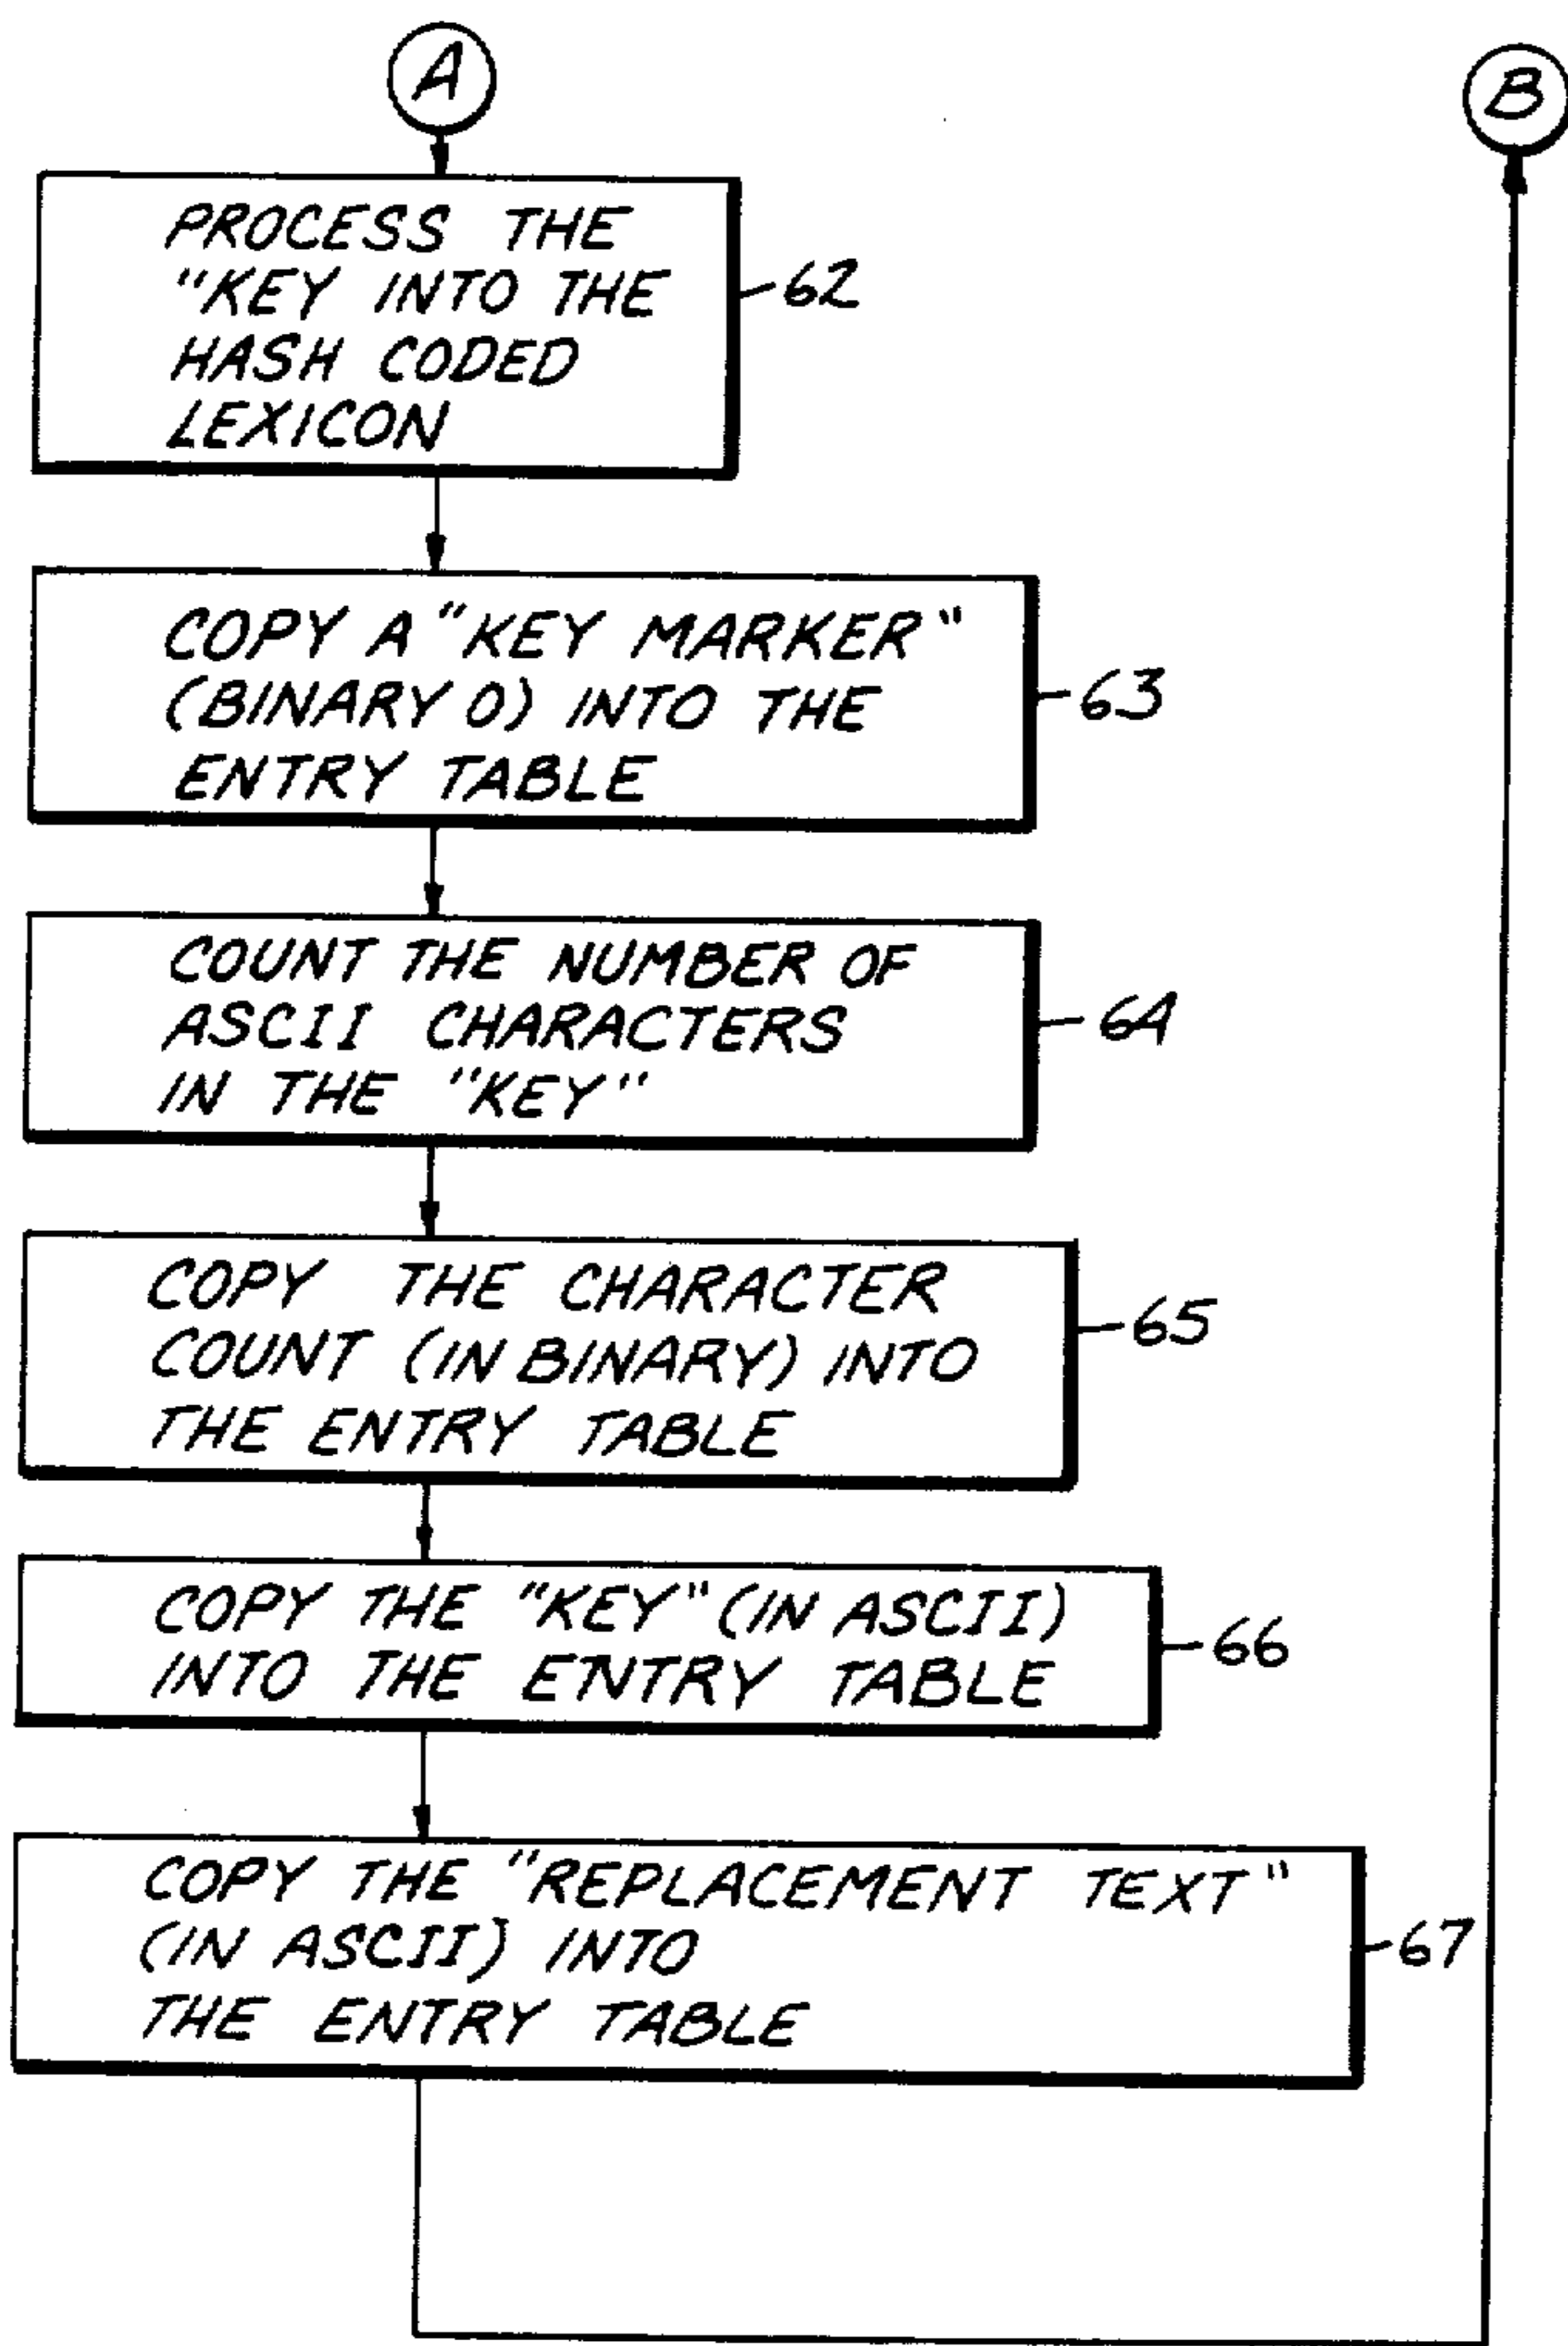 A
B
PROCESS THE
"KEY INTO THE
HASH CODED
LEXICON
62
COPY A "KEY MARKER"
(BINARY 0) INTO THE
ENTRY TABLE
63
COUNT THE NUMBER OF
ASCII CHARACTERS
IN THE "KEY"
64
COPY THE CHARACTER
COUNT (IN BINARY) INTO
THE ENTRY TABLE
65
COPY THE "KEY" (IN ASCII)
INTO THE ENTRY TABLE
66
COPY THE "REPLACEMENT TEXT"
(IN ASCII) INTO
THE ENTRY TABLE
67